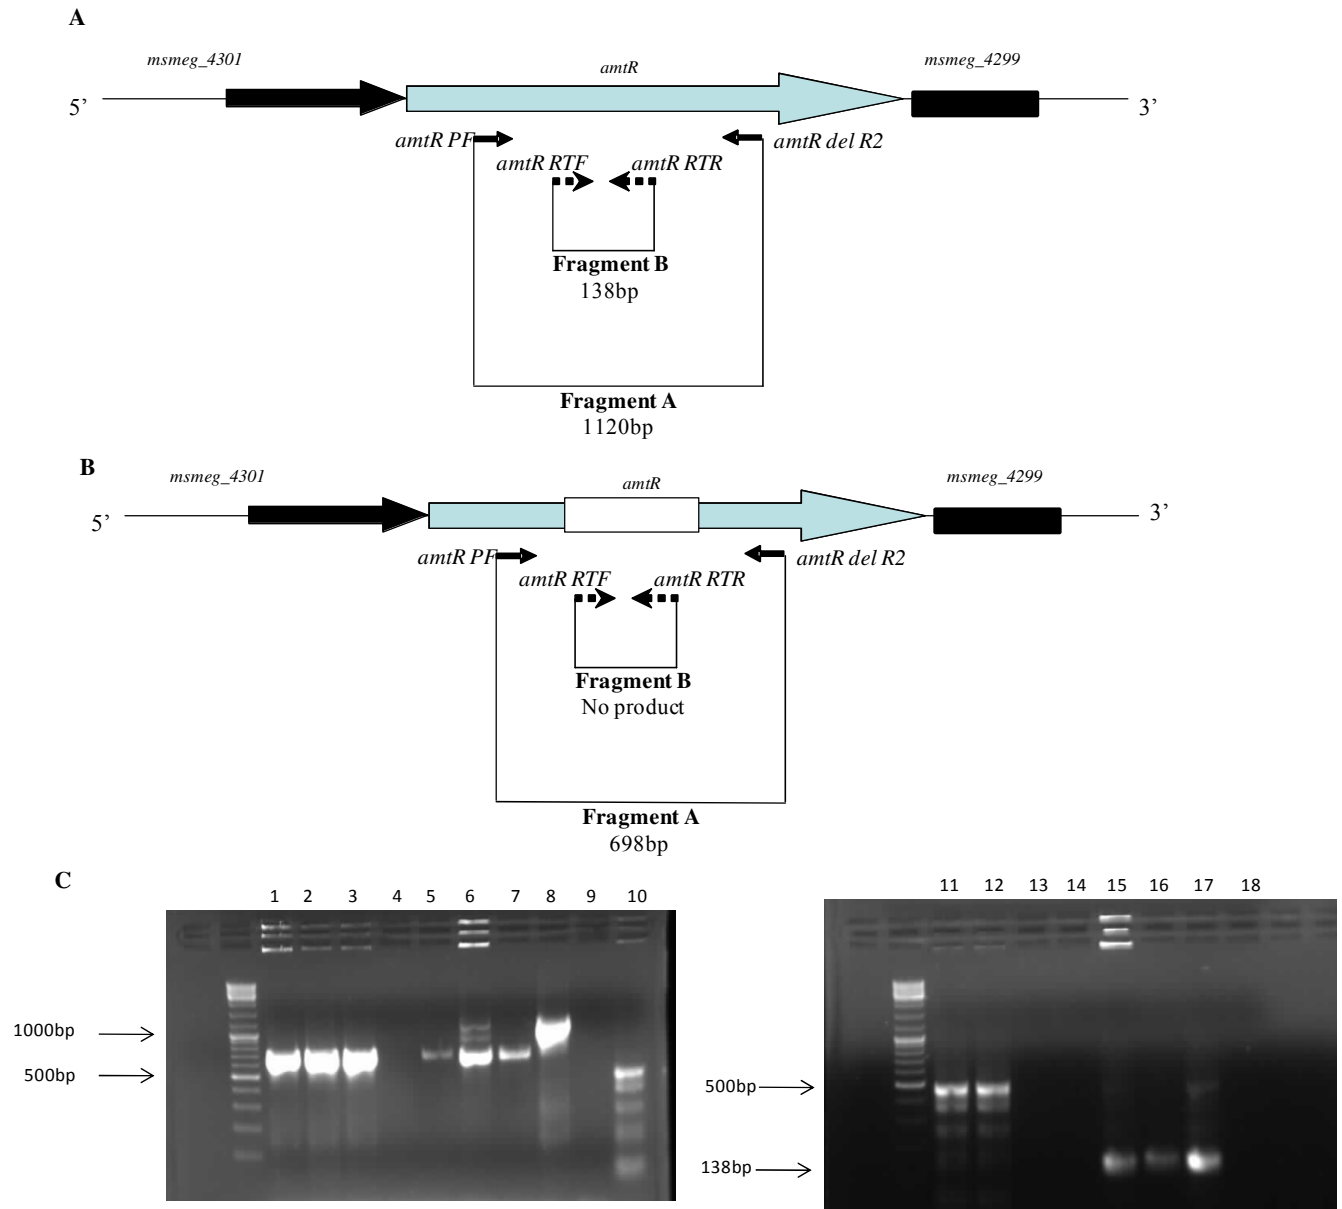 A
msmeg_4301
amtR
msmeg_4299
5’
3’
amtR PF
amtR del R2
amtR RTF
amtR RTR
Fragment B
138bp
Fragment A
1120bp
B
msmeg_4301
amtR
msmeg_4299
5’
3’
amtR PF
amtR del R2
amtR RTF
amtR RTR
Fragment B
No product
Fragment A
698bp
C
1 2 3 4 5 6 7 8 9 10
1000bp
500bp
11 12 13 14 15 16 17 18
500bp
138bp